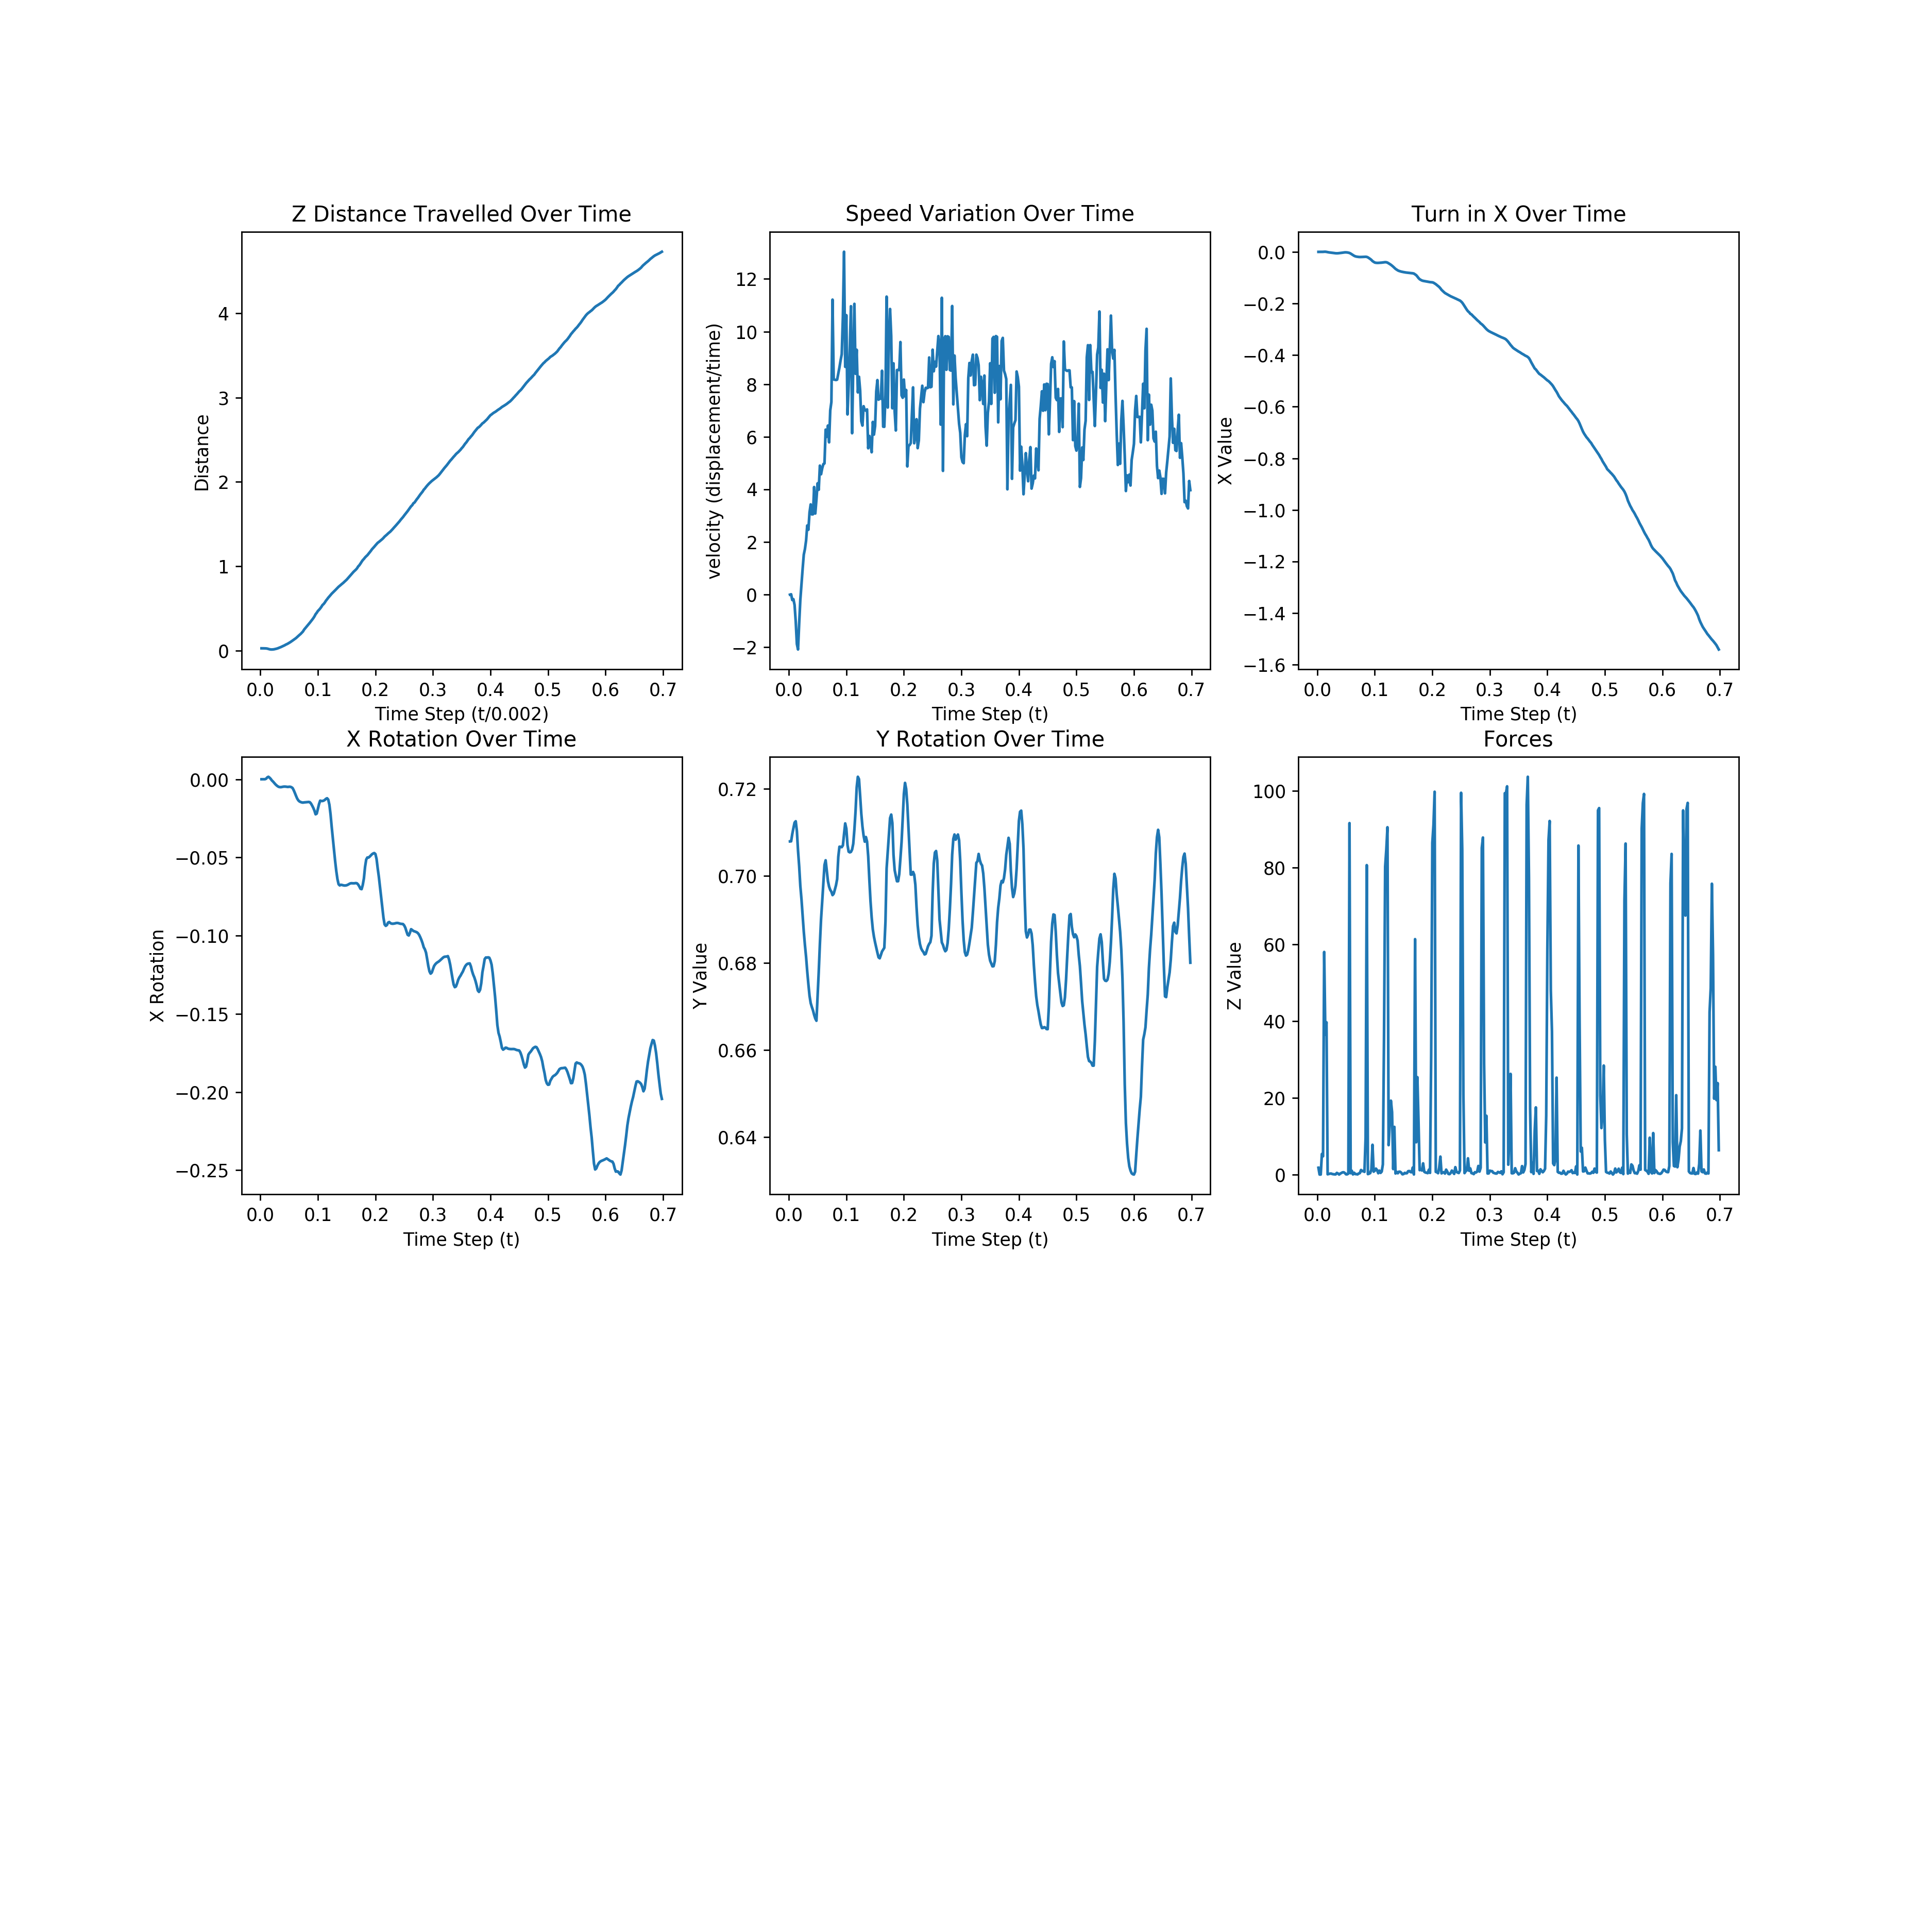 Z Distance Travelled Over Time
Distance
4
3
2
1
0
0.0 0.1 0.2 0.3 0.4 0.5 0.6 0.7
Time Step (t/0.002)
Speed Variation Over Time
velocity (displacement/time)
12
10
8
6
4
2
0
−2
0.0 0.1 0.2 0.3 0.4 0.5 0.6 0.7
Time Step (t)
Turn in X Over Time
X Value
0.0
−0.2
−0.4
−0.6
−0.8
−1.0
−1.2
−1.4
−1.6
0.0 0.1 0.2 0.3 0.4 0.5 0.6 0.7
Time Step (t)
X Rotation Over Time
X Rotation
0.00
−0.05
−0.10
−0.15
−0.20
−0.25
0.0 0.1 0.2 0.3 0.4 0.5 0.6 0.7
Time Step (t)
Y Rotation Over Time
Y Value
0.72
0.70
0.68
0.66
0.64
0.0 0.1 0.2 0.3 0.4 0.5 0.6 0.7
Time Step (t)
Forces
Z Value
100
80
60
40
20
0
0.0 0.1 0.2 0.3 0.4 0.5 0.6 0.7
Time Step (t)